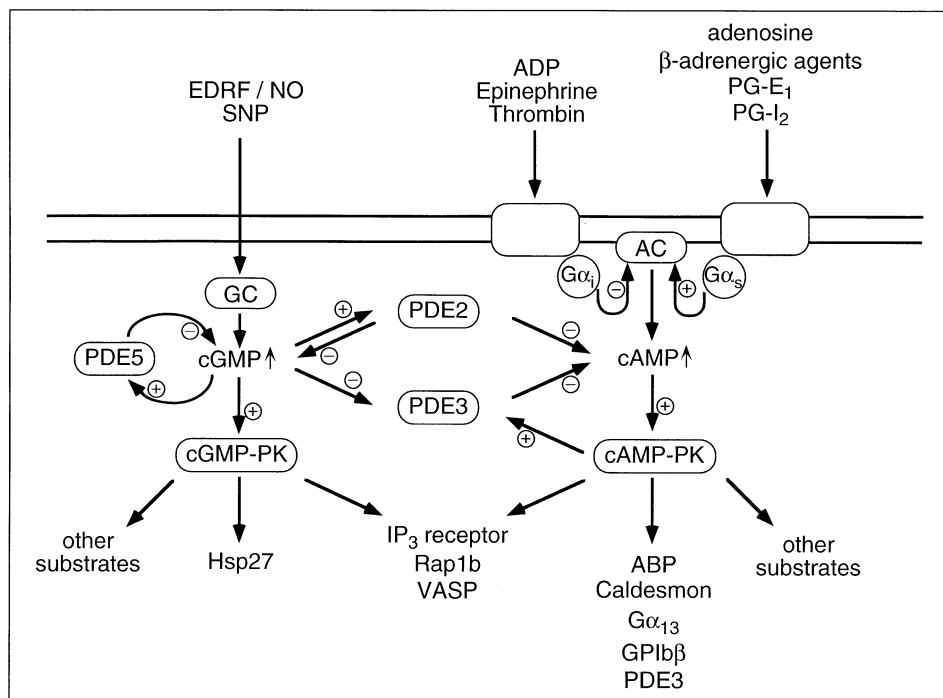 EDRF / NO
SNP
ADP
Epinephrine
Thrombin
adenosine
β-adrenergic agents
PG-E₁
PG-I₂
AC
Gαᵢ
−
+
Gαₛ
GC
PDE5
−
+
cGMP↑
+
−
PDE2
−
cAMP↑
−
PDE3
−
+
+
+
cGMP-PK
cAMP-PK
other
substrates
Hsp27
IP₃ receptor
Rap1b
VASP
ABP
Caldesmon
Gα₁₃
GPIbβ
PDE3
other
substrates